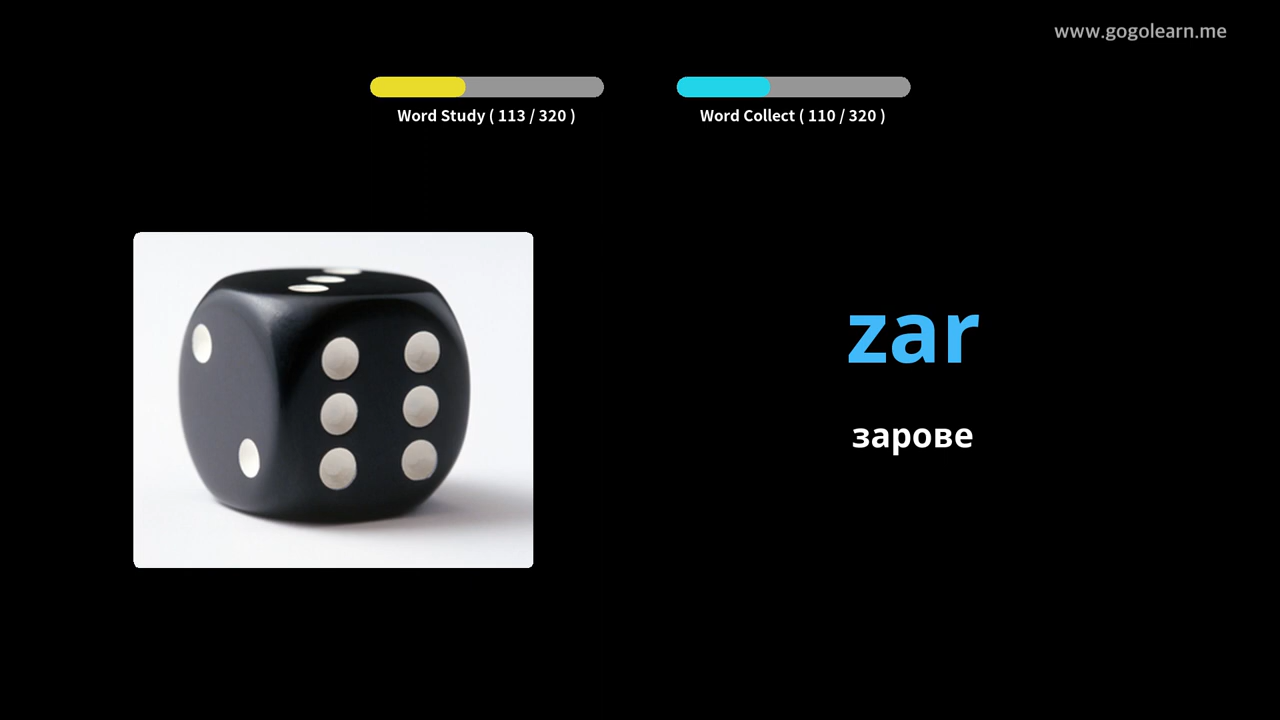 www.gogolearn.me
Word Study ( 113 / 320 )
Word Collect ( 110 / 320 )
zar
зарове